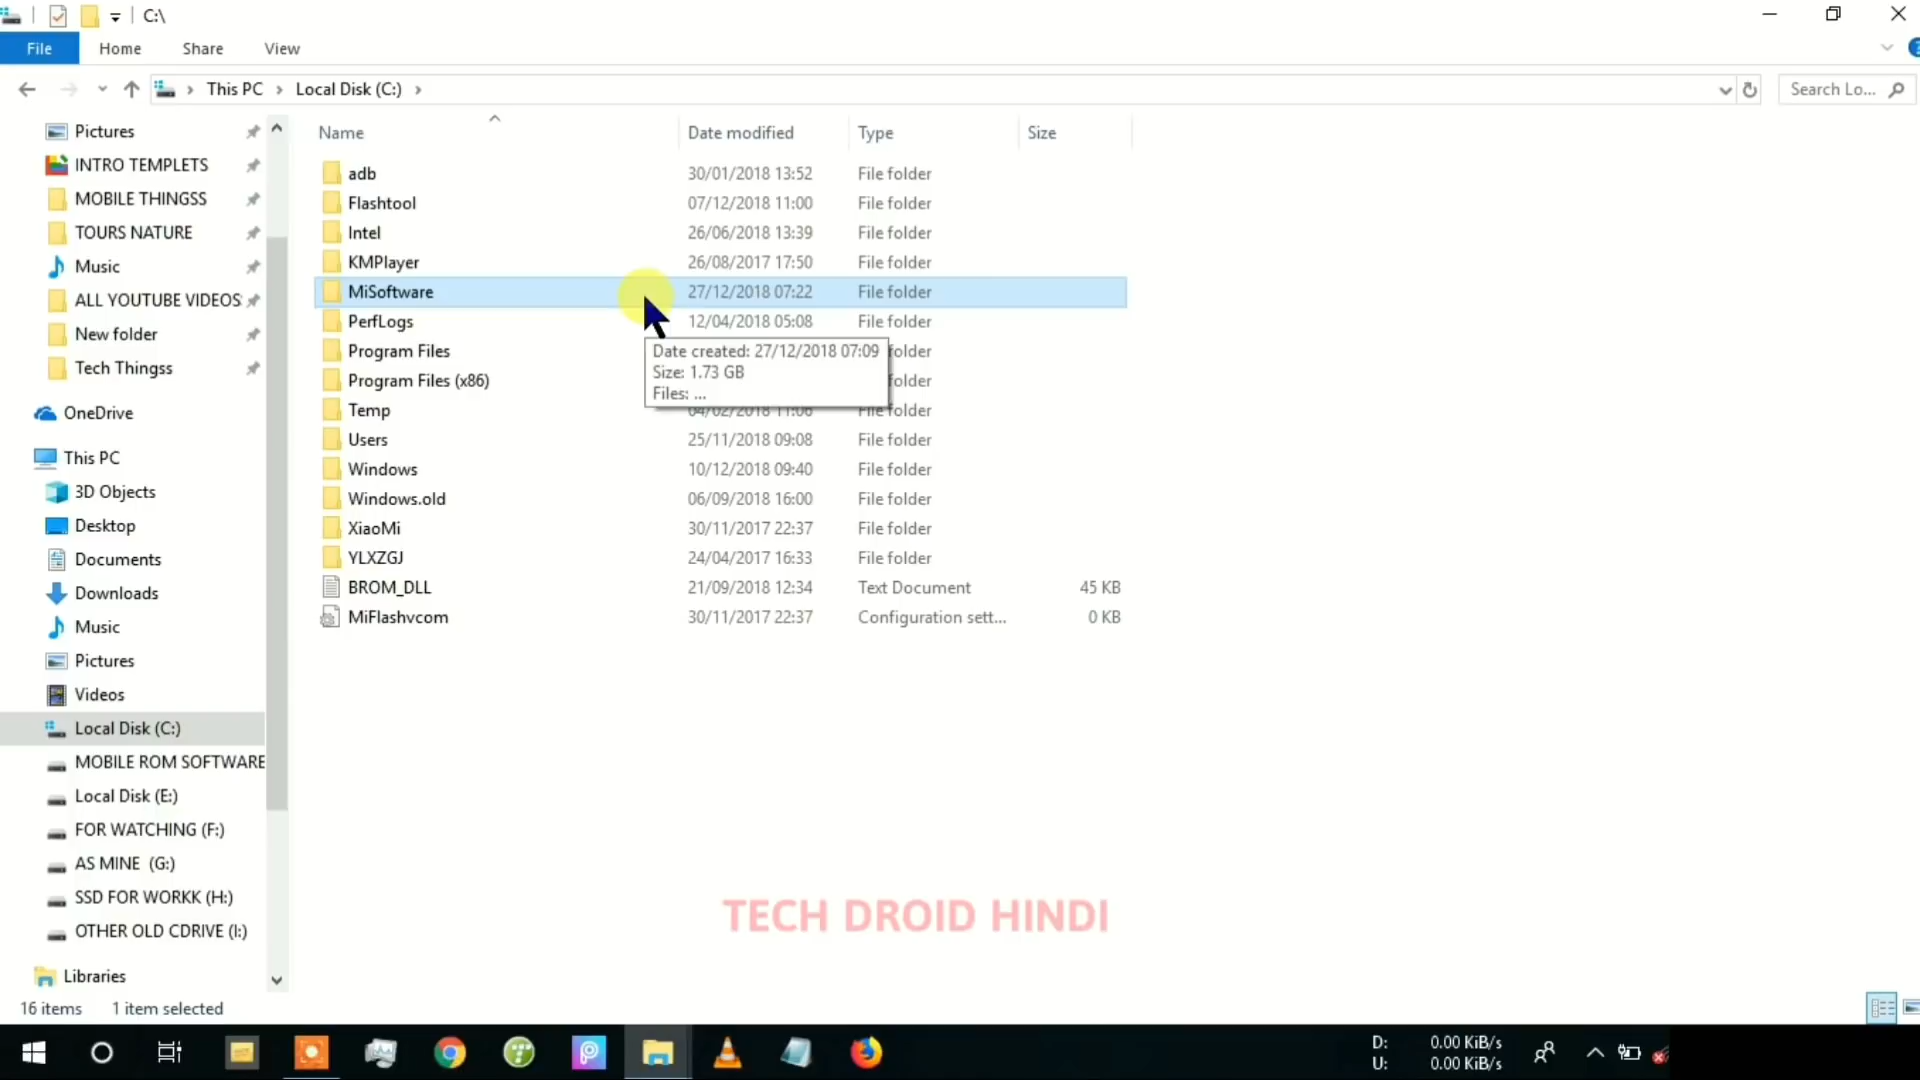 C:\
File Home Share View
This PC Local Disk (C:) Search Lo...
Pictures
INTRO TEMPLETS
MOBILE THINGSS
TOURS NATURE
Music
ALL YOUTUBE VIDEOS
New folder
Tech Thingss
OneDrive
This PC
3D Objects
Desktop
Documents
Downloads
Music
Pictures
Videos
Local Disk (C:)
MOBILE ROM SOFTWARE
Local Disk (E:)
FOR WATCHING (F:)
AS MINE (G:)
SSD FOR WORKK (H:)
OTHER OLD CDRIVE (I:)
Libraries
Name Date modified Type Size
adb 30/01/2018 13:52 File folder
Flashtool 07/12/2018 11:00 File folder
Intel 26/06/2018 13:39 File folder
KMPlayer 26/08/2017 17:50 File folder
MiSoftware 27/12/2018 07:22 File folder
PerfLogs 12/04/2018 05:08 File folder
Program Files folder
Program Files (x86) folder
Temp 04/02/2018 11:06 File folder
Users 25/11/2018 09:08 File folder
Windows 10/12/2018 09:40 File folder
Windows.old 06/09/2018 16:00 File folder
XiaoMi 30/11/2017 22:37 File folder
YLXZGJ 24/04/2017 16:33 File folder
BROM_DLL 21/09/2018 12:34 Text Document 45 KB
MiFlashvcom 30/11/2017 22:37 Configuration sett... 0 KB
Date created: 27/12/2018 07:09
Size: 1.73 GB
Files: ...
TECH DROID HINDI
16 items 1 item selected
D: 0.00 KiB/s
U: 0.00 KiB/s